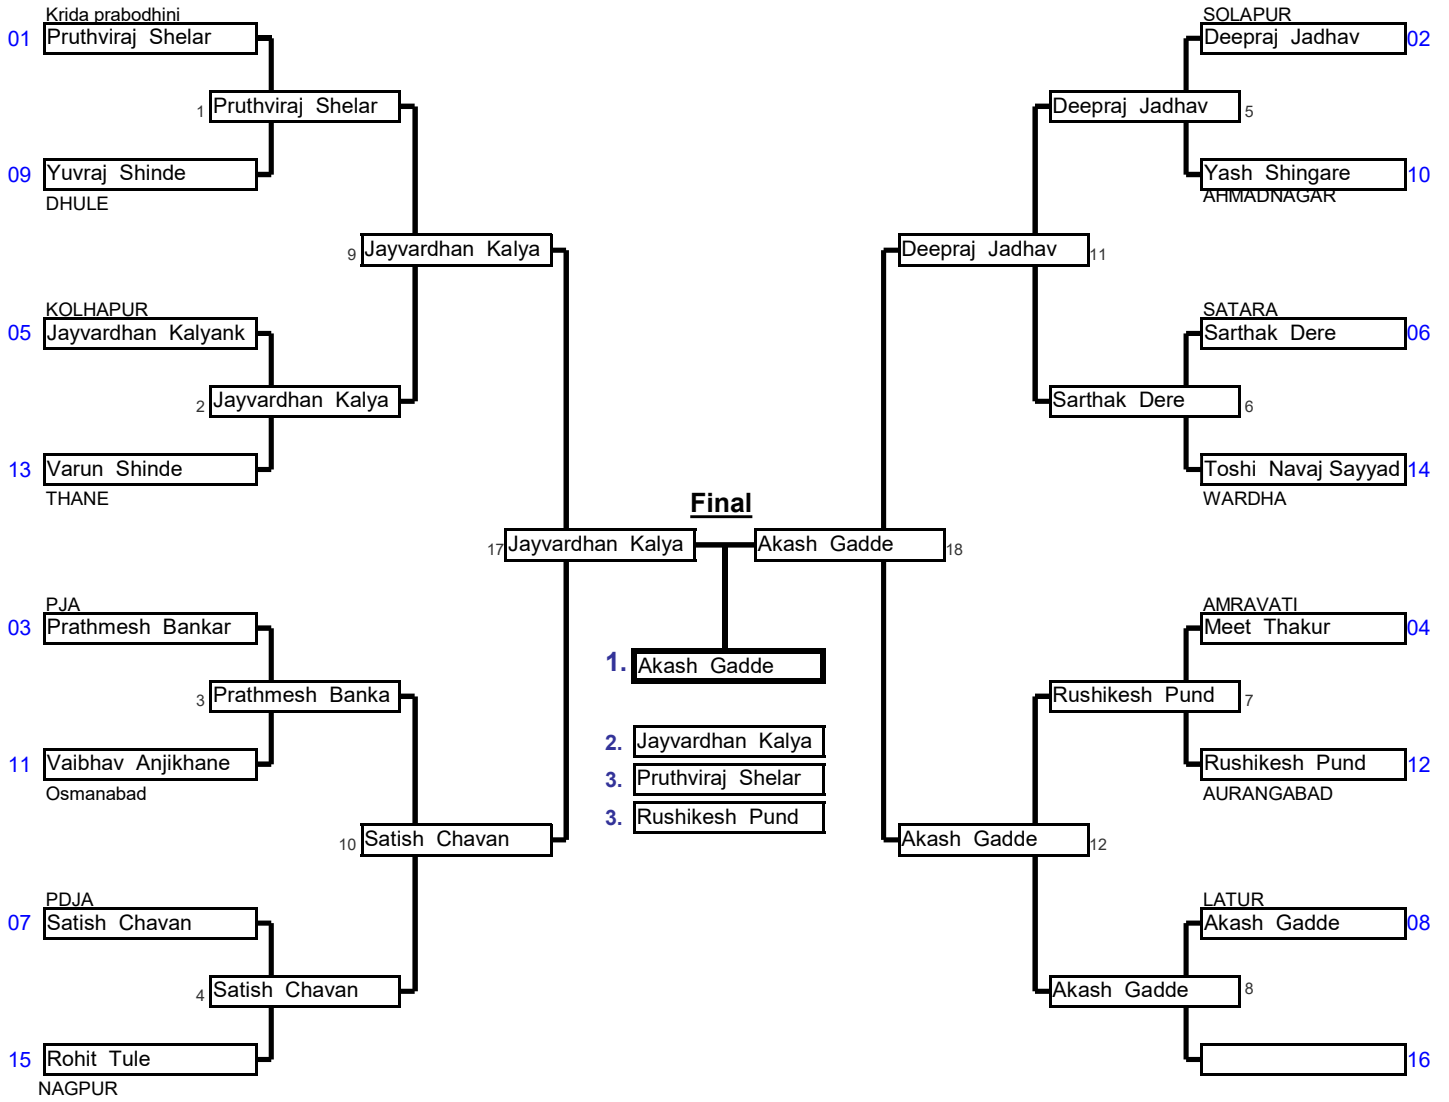 Krida prabodhini
01 Pruthviraj Shelar
1 Pruthviraj Shelar
09 Yuvraj Shinde
DHULE
9 Jayvardhan Kalya
KOLHAPUR
05 Jayvardhan Kalyank
2 Jayvardhan Kalya
13 Varun Shinde
THANE
17 Jayvardhan Kalya
PJA
03 Prathmesh Bankar
3 Prathmesh Banka
11 Vaibhav Anjikhane
Osmanabad
10 Satish Chavan
PDJA
07 Satish Chavan
4 Satish Chavan
15 Rohit Tule
NAGPUR
Final
1. Akash Gadde
2. Jayvardhan Kalya
3. Pruthviraj Shelar
3. Rushikesh Pund
SOLAPUR
Deepraj Jadhav 02
Deepraj Jadhav 5
Yash Shingare 10
AHMADNAGAR
Deepraj Jadhav 11
SATARA
Sarthak Dere 06
Sarthak Dere 6
Toshi Navaj Sayyad 14
WARDHA
Akash Gadde 18
AMRAVATI
Meet Thakur 04
Rushikesh Pund 7
Rushikesh Pund 12
AURANGABAD
Akash Gadde 12
LATUR
Akash Gadde 08
Akash Gadde 8
16